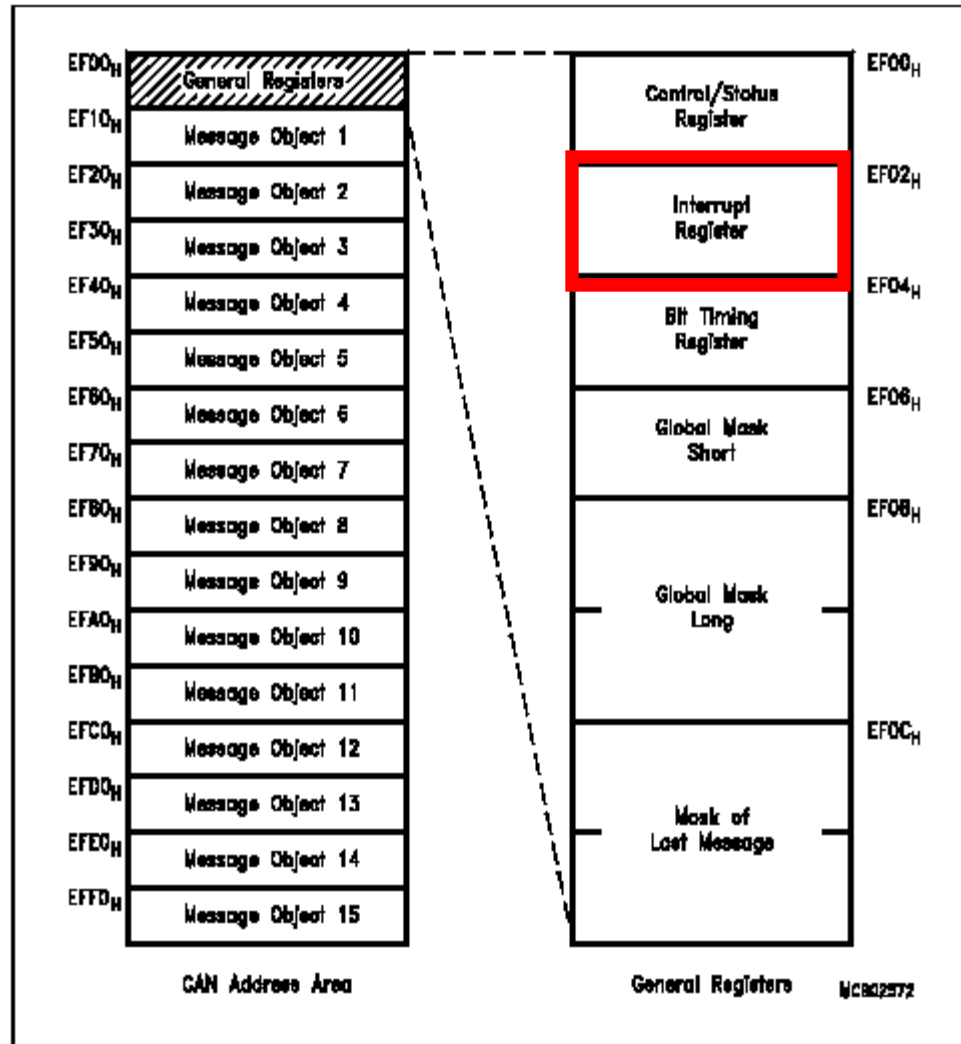 EF00H
General Registers
EF10H
Message Object 1
EF20H
Message Object 2
EF30H
Message Object 3
EF40H
Message Object 4
EF50H
Message Object 5
EF60H
Message Object 6
EF70H
Message Object 7
EF80H
Message Object 8
EF90H
Message Object 9
EFA0H
Message Object 10
EFB0H
Message Object 11
EFC0H
Message Object 12
EFD0H
Message Object 13
EFE0H
Message Object 14
EFF0H
Message Object 15
CAN Address Area
EF00H
Control/Status
Register
EF02H
Interrupt
Register
EF04H
Bit Timing
Register
EF06H
Global Mask
Short
EF08H
Global Mask
Long
EF0CH
Mask of
Last Message
General Registers
MCB02972